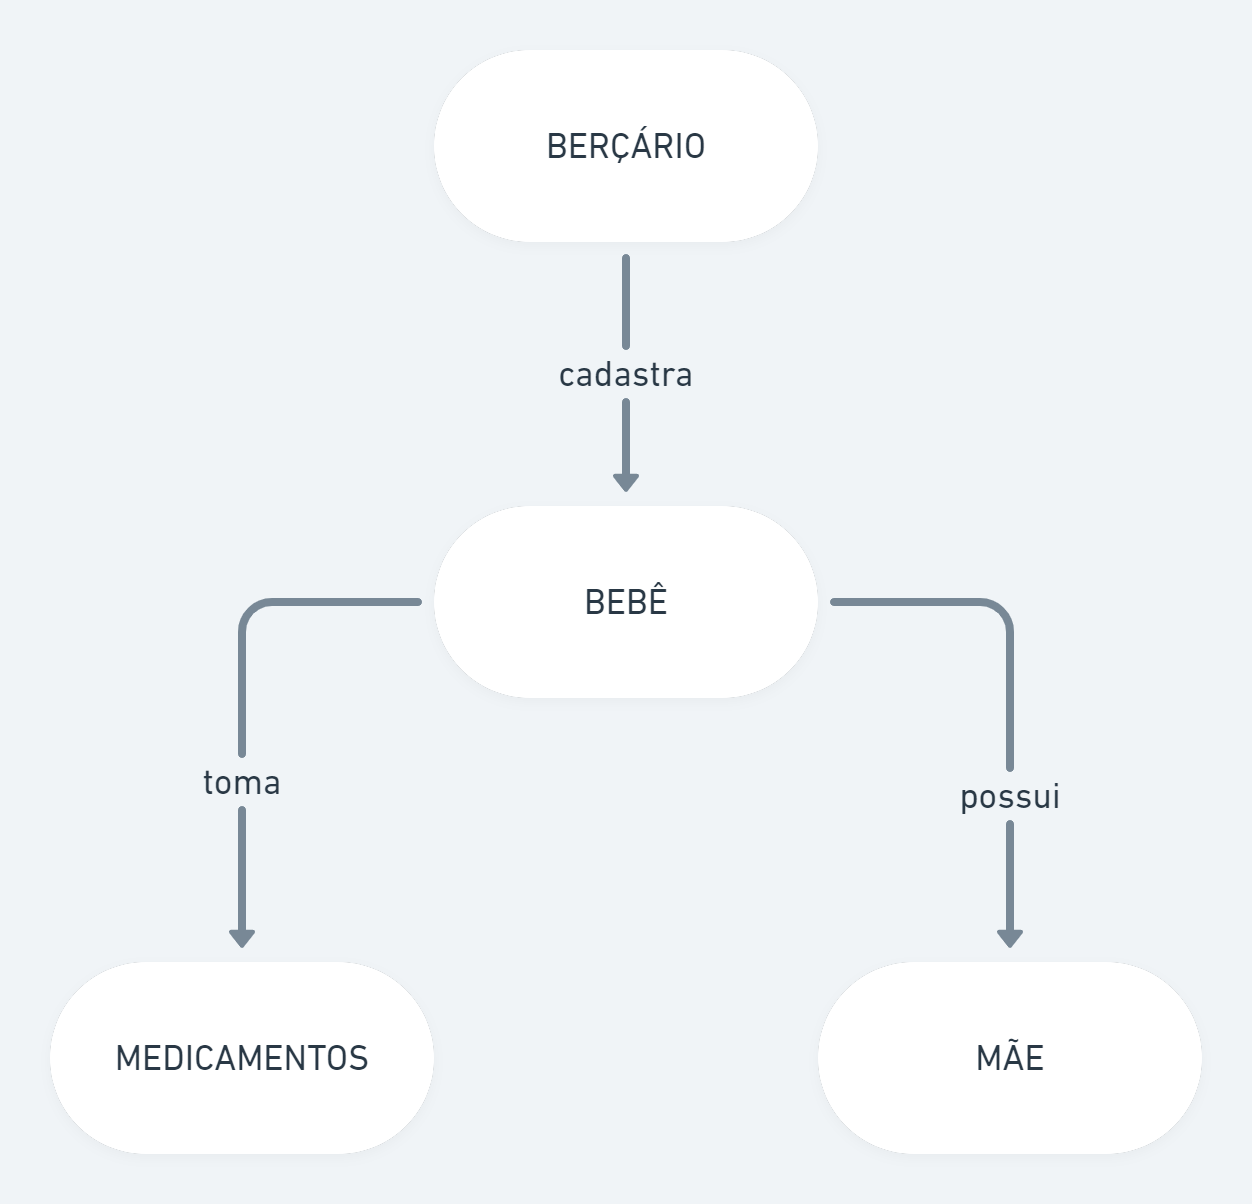 BERÇÁRIO
cadastra
BEBÊ
toma
possui
MEDICAMENTOS
MÃE